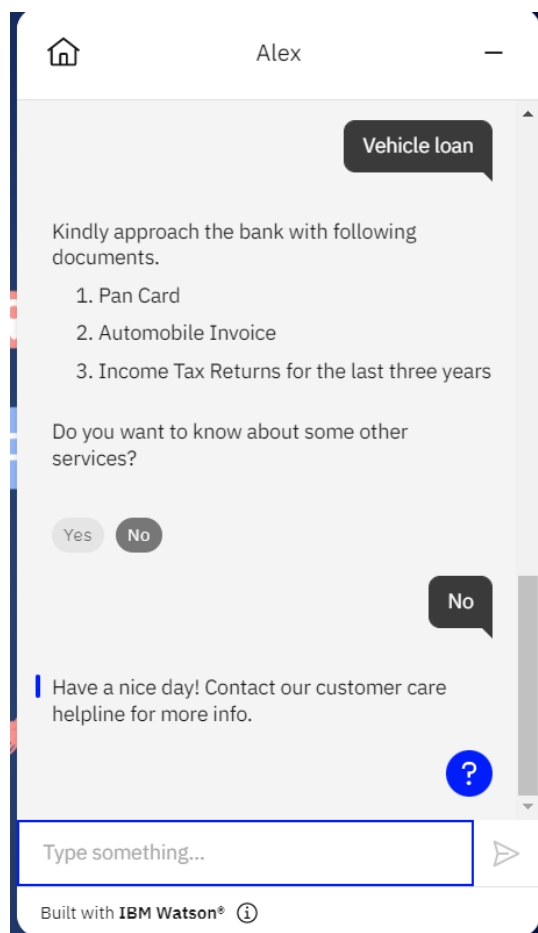 Alex
Vehicle loan
Kindly approach the bank with following
documents.
1. Pan Card
2. Automobile Invoice
3. Income Tax Returns for the last three years
Do you want to know about some other
services?
Yes No
No
Have a nice day! Contact our customer care
helpline for more info.
?
Type something...
Built with IBM Watson®